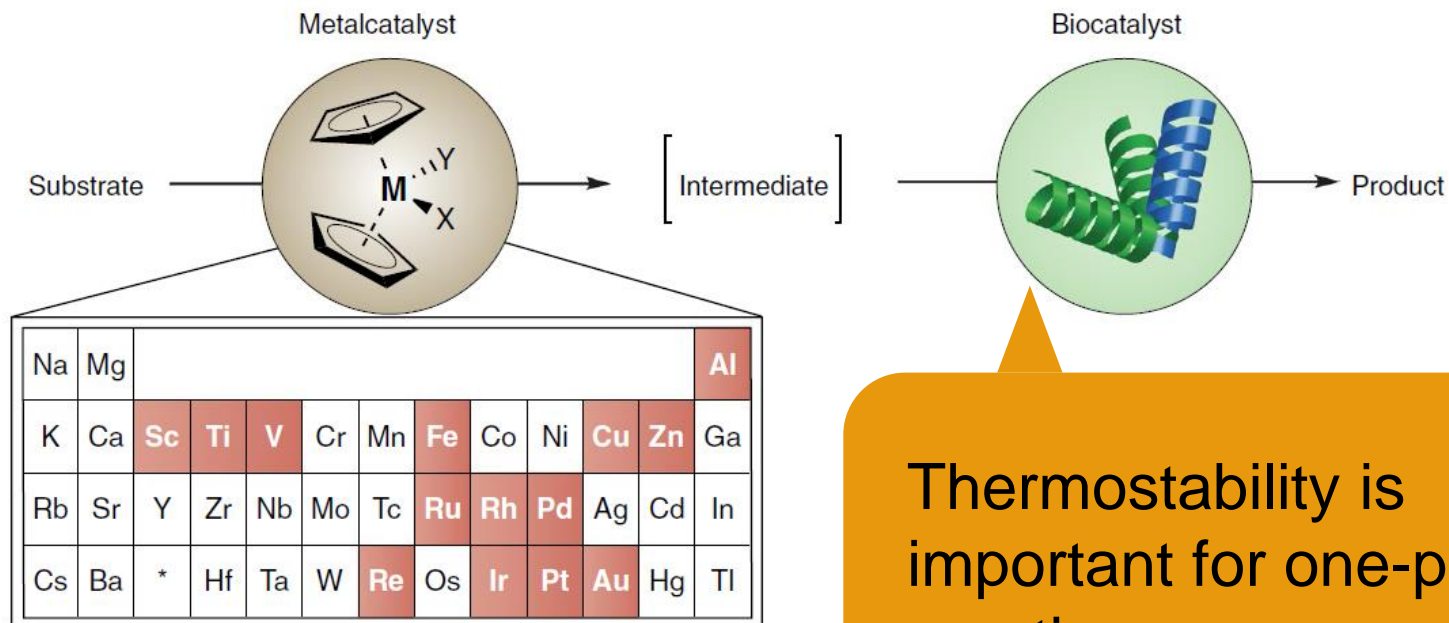 Metalcatalyst
Biocatalyst
Substrate
Y
M
X
[Intermediate]
Product
Na Mg Al
K Ca Sc Ti V Cr Mn Fe Co Ni Cu Zn Ga
Rb Sr Y Zr Nb Mo Tc Ru Rh Pd Ag Cd In
Cs Ba * Hf Ta W Re Os Ir Pt Au Hg Tl
Thermostability is
important for one-p